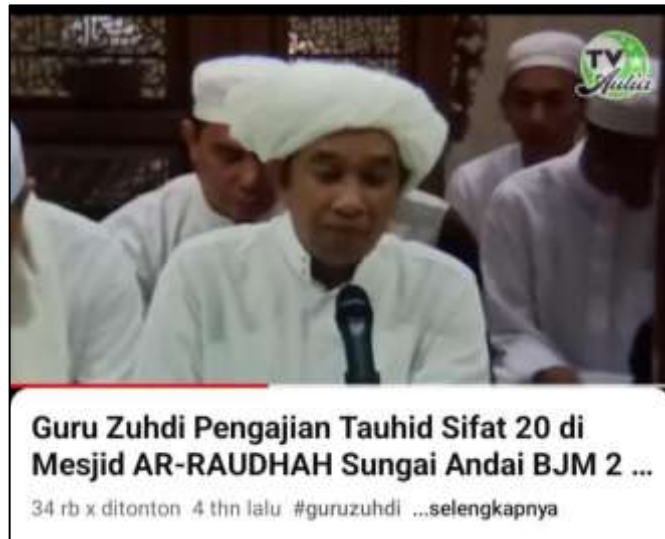 TV
Aulia
Guru Zuhdi Pengajian Tauhid Sifat 20 di
Mesjid AR-RAUDHAH Sungai Andai BJM 2 ...
34 rb x ditonton 4 thn lalu #guruzuhdi ...selengkapnya